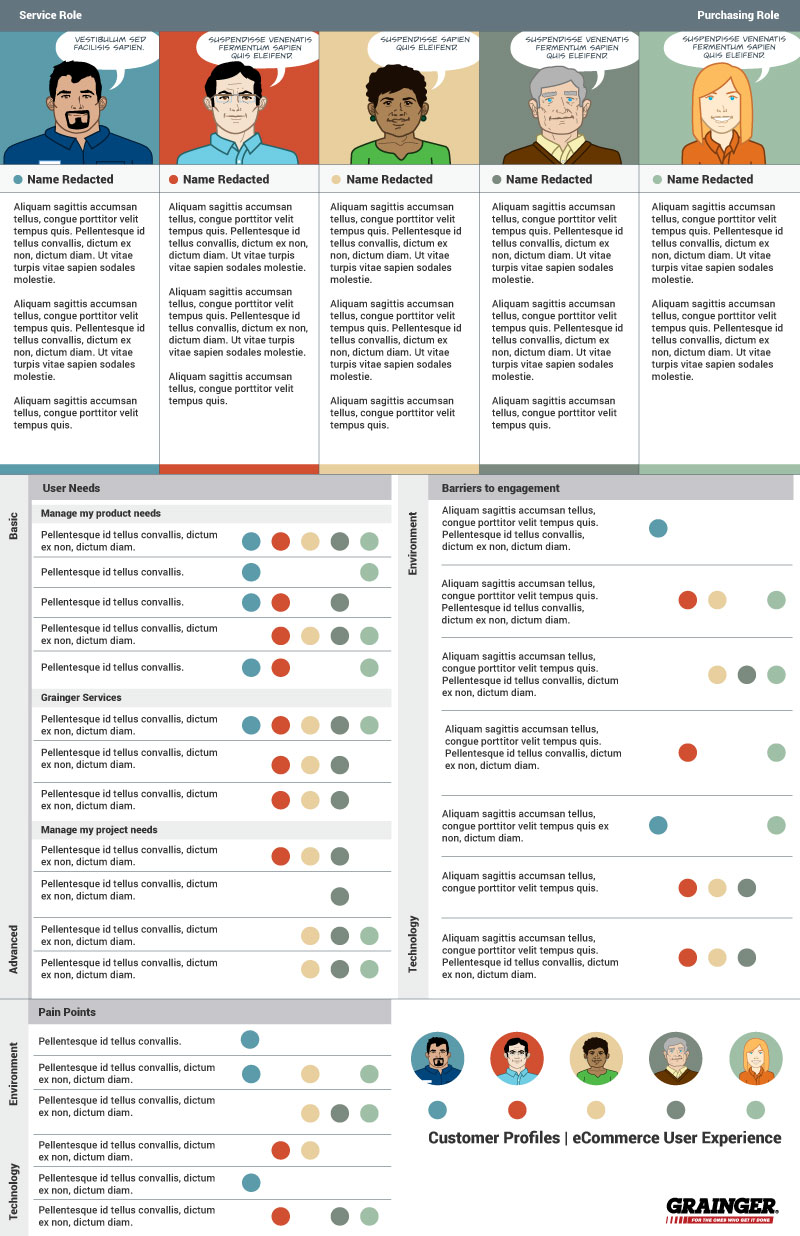 Service Role
Purchasing Role
VESTIBULUM SED
FACILISIS SAPIEN.
SUSPENDISSE VENENATIS
FERMENTUM SAPIEN
QUIS ELEIFEND.
SUSPENDISSE SAPIEN
QUIS ELEIFEND.
SUSPENDISSE VENENATIS
FERMENTUM SAPIEN
QUIS ELEIFEND.
SUSPENDISSE VENENATIS
FERMENTUM SAPIEN
QUIS ELEIFEND.
Name Redacted
Name Redacted
Name Redacted
Name Redacted
Name Redacted
Aliquam sagittis accumsan
tellus, congue porttitor velit
tempus quis. Pellentesque id
tellus convallis, dictum ex
non, dictum diam. Ut vitae
turpis vitae sapien sodales
molestie.
Aliquam sagittis accumsan
tellus, congue porttitor velit
tempus quis. Pellentesque id
tellus convallis, dictum ex
non, dictum diam. Ut vitae
turpis vitae sapien sodales
molestie.
Aliquam sagittis accumsan
tellus, congue porttitor velit
tempus quis.
Aliquam sagittis accumsan
tellus, congue porttitor velit
tempus quis. Pellentesque id
tellus convallis, dictum ex non,
dictum diam. Ut vitae turpis
vitae sapien sodales molestie.
Aliquam sagittis accumsan
tellus, congue porttitor velit
tempus quis. Pellentesque id
tellus convallis, dictum ex non,
dictum diam. Ut vitae turpis
vitae sapien sodales molestie.
Aliquam sagittis accumsan
tellus, congue porttitor velit
tempus quis.
Aliquam sagittis accumsan
tellus, congue porttitor velit
tempus quis. Pellentesque id
tellus convallis, dictum ex
non, dictum diam. Ut vitae
turpis vitae sapien sodales
molestie.
Aliquam sagittis accumsan
tellus, congue porttitor velit
tempus quis. Pellentesque id
tellus convallis, dictum ex
non, dictum diam. Ut vitae
turpis vitae sapien sodales
molestie.
Aliquam sagittis accumsan
tellus, congue porttitor velit
tempus quis.
Aliquam sagittis accumsan
tellus, congue porttitor velit
tempus quis. Pellentesque id
tellus convallis, dictum ex
non, dictum diam. Ut vitae
turpis vitae sapien sodales
molestie.
Aliquam sagittis accumsan
tellus, congue porttitor velit
tempus quis. Pellentesque id
tellus convallis, dictum ex
non, dictum diam. Ut vitae
turpis vitae sapien sodales
molestie.
Aliquam sagittis accumsan
tellus, congue porttitor velit
tempus quis.
Aliquam sagittis accumsan
tellus, congue porttitor velit
tempus quis. Pellentesque id
tellus convallis, dictum ex
non, dictum diam. Ut vitae
turpis vitae sapien sodales
molestie.
Aliquam sagittis accumsan
tellus, congue porttitor velit
tempus quis. Pellentesque id
tellus convallis, dictum ex
non, dictum diam. Ut vitae
turpis vitae sapien sodales
molestie.
User Needs
Basic
Manage my product needs
Pellentesque id tellus convallis, dictum
ex non, dictum diam.
Pellentesque id tellus convallis.
Pellentesque id tellus convallis.
Pellentesque id tellus convallis, dictum
ex non, dictum diam.
Pellentesque id tellus convallis.
Grainger Services
Pellentesque id tellus convallis, dictum
ex non, dictum diam.
Pellentesque id tellus convallis, dictum
ex non, dictum diam.
Pellentesque id tellus convallis, dictum
ex non, dictum diam.
Manage my project needs
Pellentesque id tellus convallis, dictum
ex non, dictum diam.
Pellentesque id tellus convallis, dictum
ex non, dictum diam.
Advanced
Pellentesque id tellus convallis, dictum
ex non, dictum diam.
Pellentesque id tellus convallis, dictum
ex non, dictum diam.
Barriers to engagement
Environment
Aliquam sagittis accumsan tellus,
congue porttitor velit tempus quis.
Pellentesque id tellus convallis,
dictum ex non, dictum diam.
Aliquam sagittis accumsan tellus,
congue porttitor velit tempus quis.
Pellentesque id tellus convallis,
dictum ex non, dictum diam.
Aliquam sagittis accumsan tellus,
congue porttitor velit tempus quis.
Pellentesque id tellus convallis, dictum
ex non, dictum diam.
Aliquam sagittis accumsan tellus,
congue porttitor velit tempus quis.
Pellentesque id tellus convallis, dictum
ex non, dictum diam.
Aliquam sagittis accumsan tellus,
congue porttitor velit tempus quis ex
non, dictum diam.
Aliquam sagittis accumsan tellus,
congue porttitor velit tempus quis.
Technology
Aliquam sagittis accumsan tellus,
congue porttitor velit tempus quis.
Pellentesque id tellus convallis, dictum
ex non, dictum diam.
Pain Points
Environment
Pellentesque id tellus convallis.
Pellentesque id tellus convallis, dictum
ex non, dictum diam.
Pellentesque id tellus convallis, dictum
ex non, dictum diam.
Pellentesque id tellus convallis, dictum
ex non, dictum diam.
Technology
Pellentesque id tellus convallis, dictum
ex non, dictum diam.
Pellentesque id tellus convallis, dictum
ex non, dictum diam.
Customer Profiles | eCommerce User Experience
GRAINGER®
FOR THE ONES WHO GET IT DONE